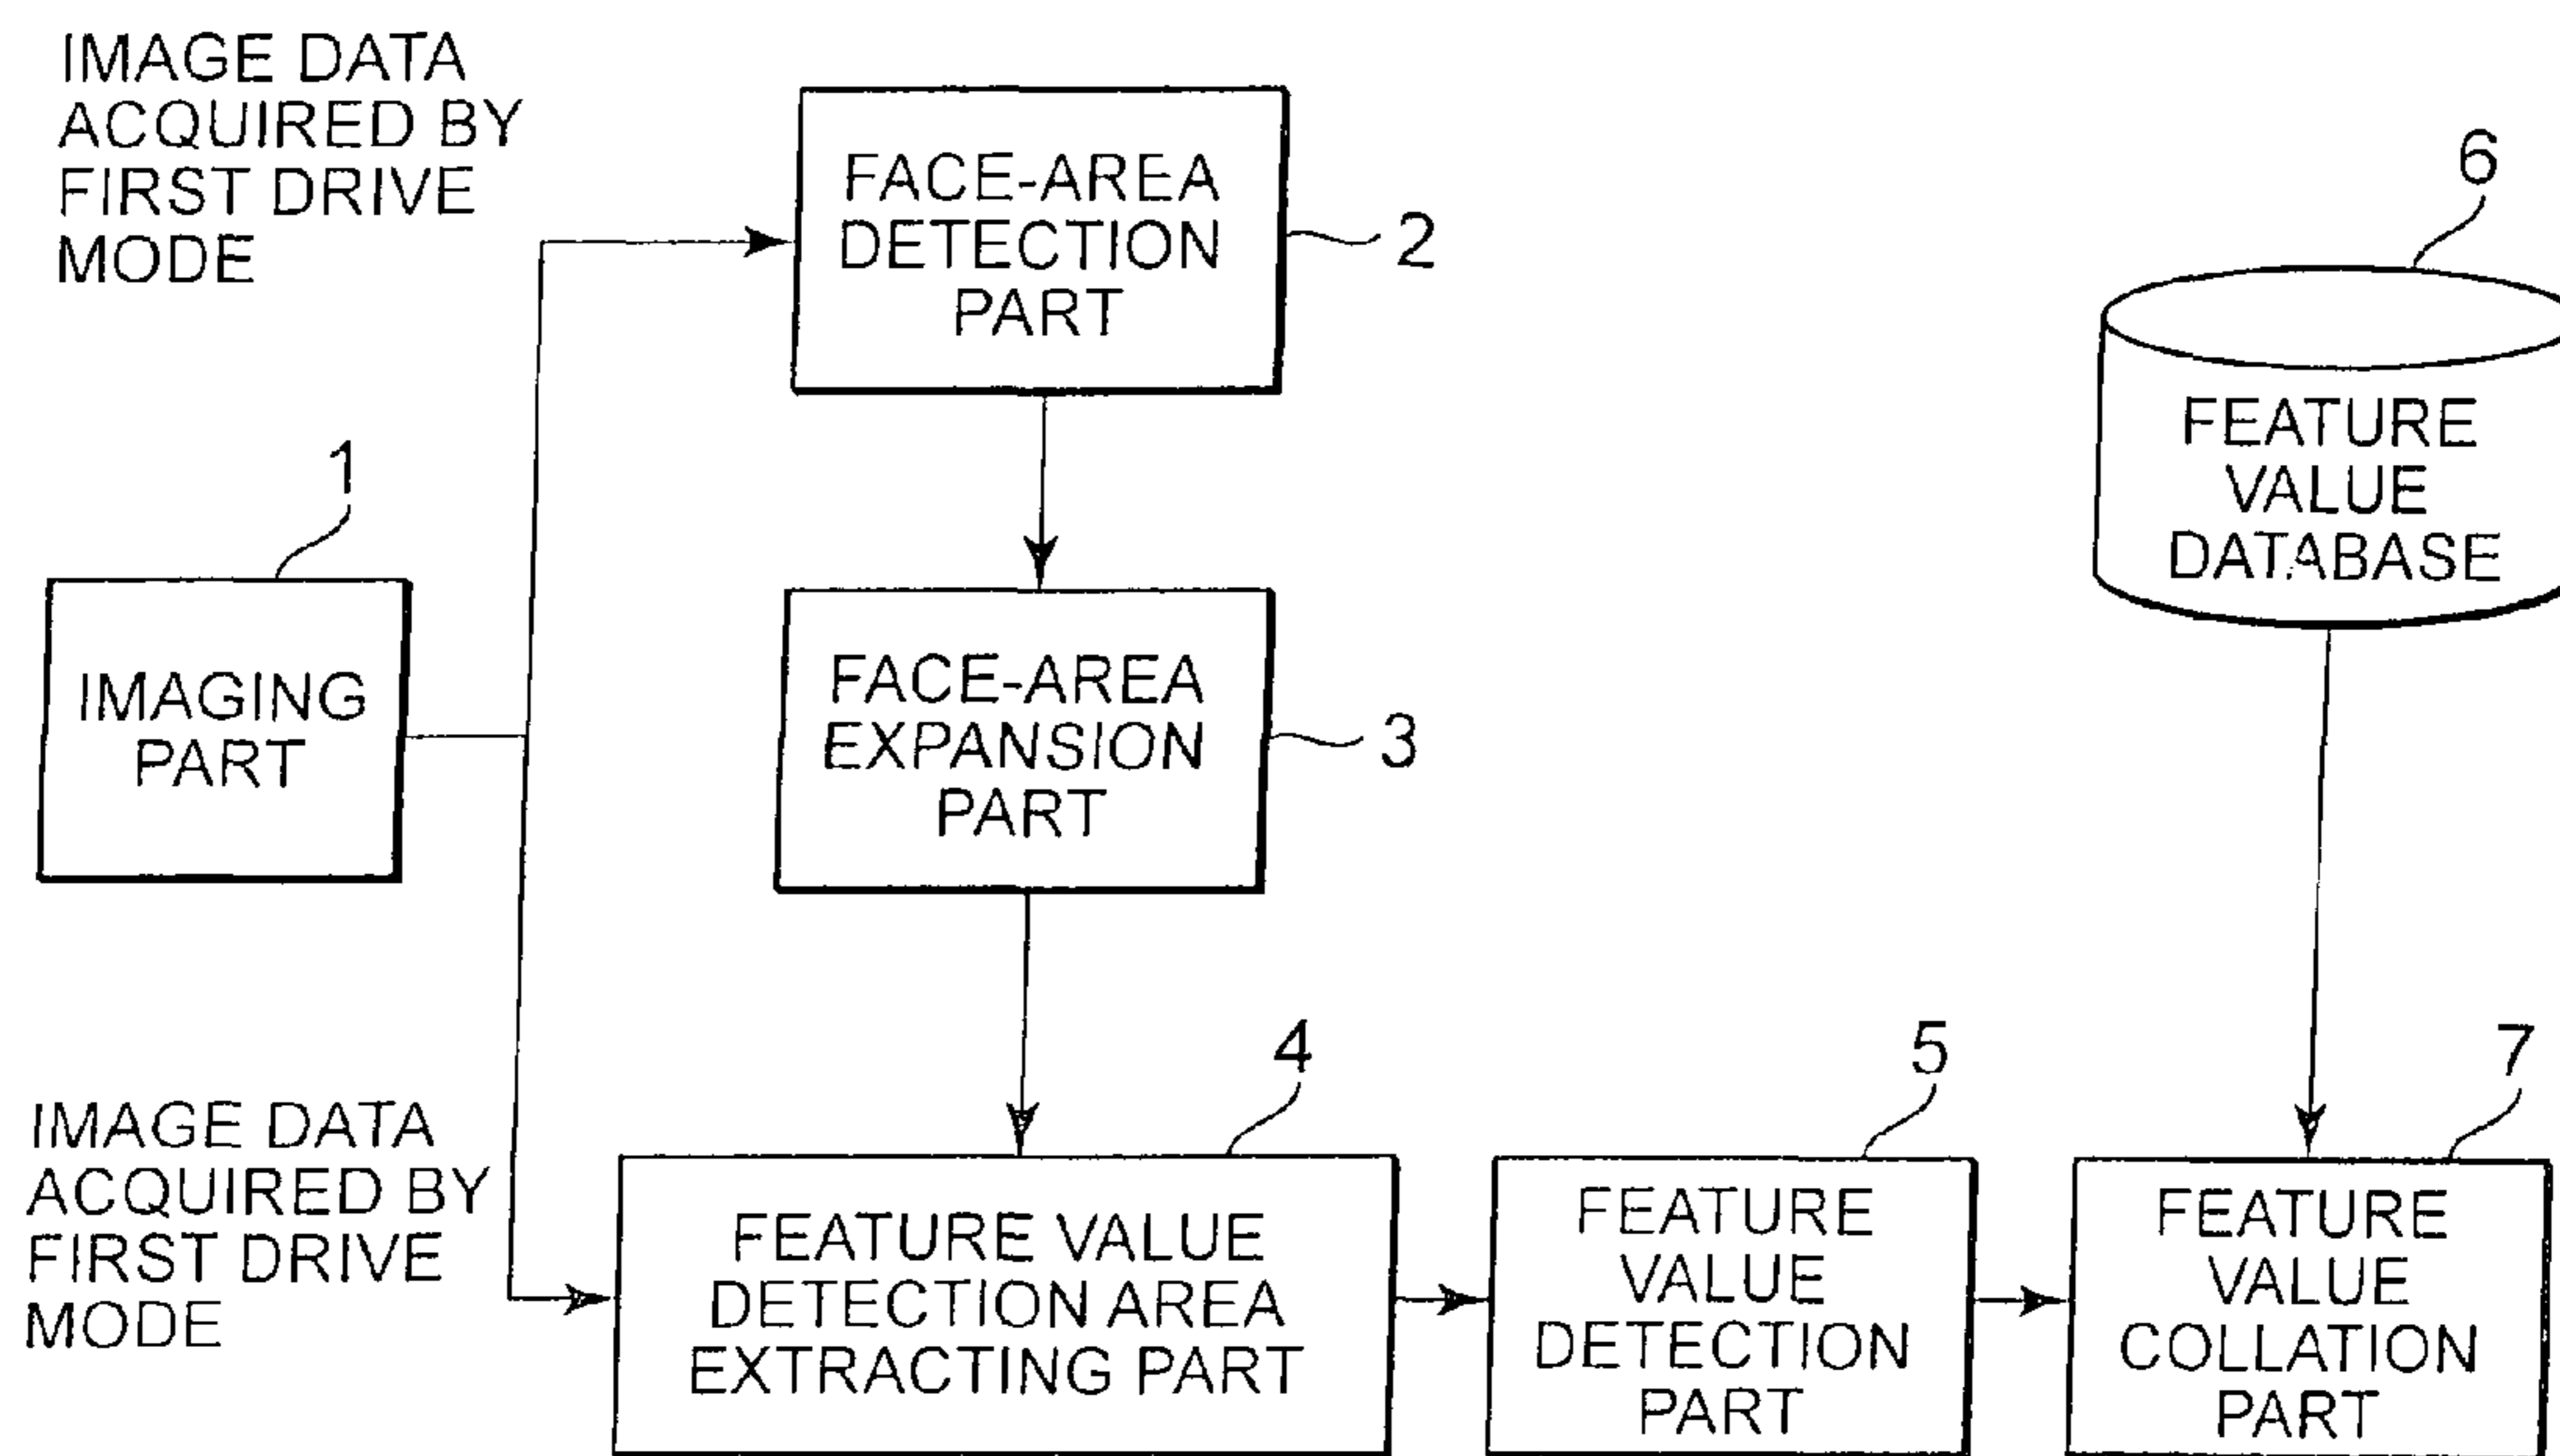 IMAGE DATA
ACQUIRED BY
FIRST DRIVE
MODE
FACE-AREA
DETECTION
PART
2
6
FEATURE
VALUE
DATABASE
1
IMAGING
PART
FACE-AREA
EXPANSION
PART
3
IMAGE DATA
ACQUIRED BY
FIRST DRIVE
MODE
4
FEATURE VALUE
DETECTION AREA
EXTRACTING PART
5
FEATURE
VALUE
DETECTION
PART
7
FEATURE
VALUE
COLLATION
PART